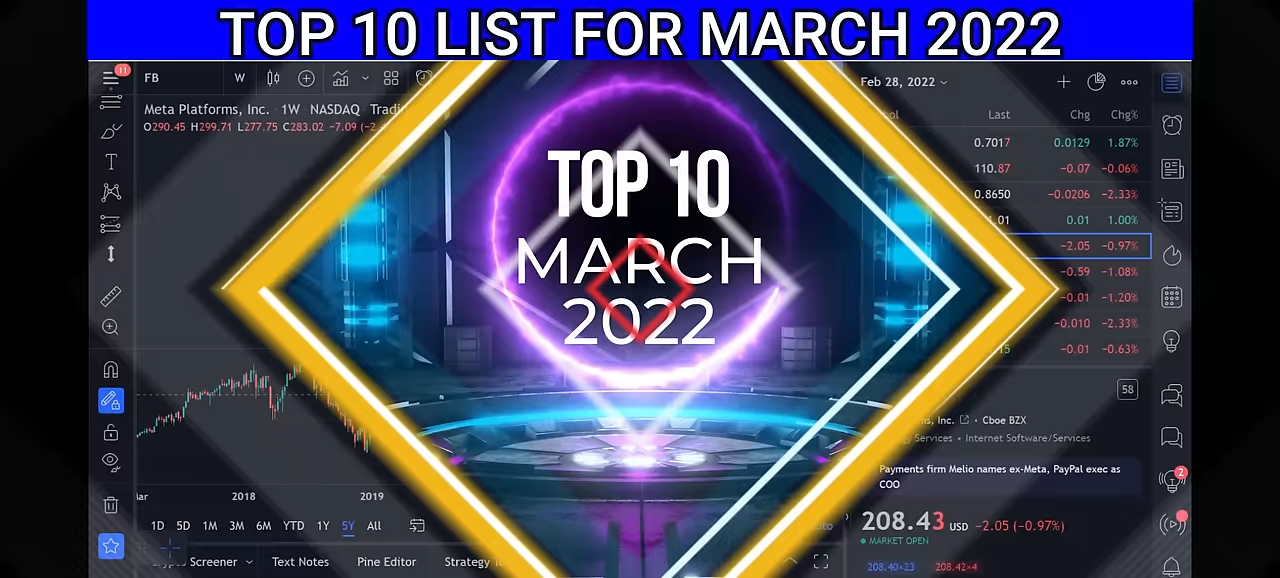 TOP 10 LIST FOR MARCH 2022
11
FB
W
Feb 28, 2022
Meta Platforms, Inc. · 1W · NASDAQ
O290.45 H299.71 L277.75 C283.02 −7.09
Last Chg Chg%
0.7017 0.0129 1.87%
110.87 −0.07 −0.06%
0.8650 −0.0206 −2.33%
.01 0.01 1.00%
−2.05 −0.97%
−0.59 −1.08%
−0.01 −1.20%
−0.010 −2.33%
−0.01 −0.63%
TOP 10
MARCH
2022
58
Inc. • Cboe BZX
Services • Internet Software/Services
Payments firm Melio names ex-Meta, PayPal exec as
COO
2
2018 2019
208.43 USD −2.05 (−0.97%)
MARKET OPEN
1D 5D 1M 3M 6M YTD 1Y 5Y All
Screener Text Notes Pine Editor Strategy
208.40×23 208.42×4